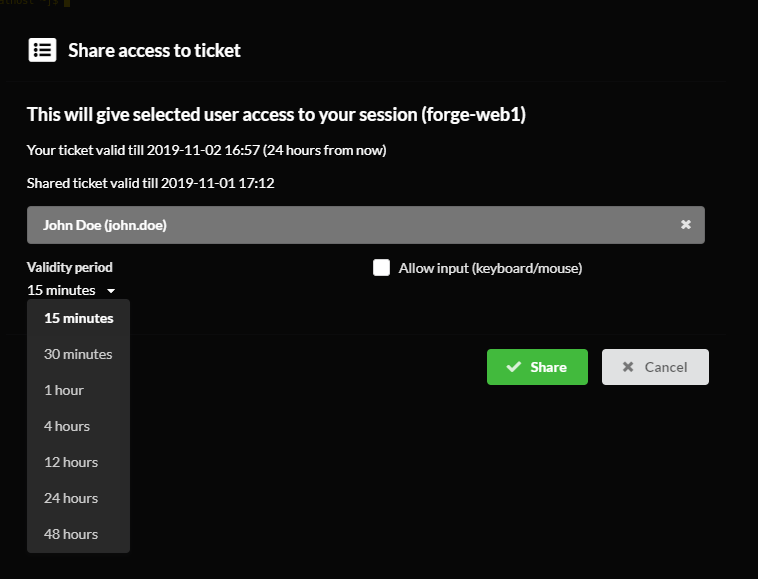 Share access to ticket
This will give selected user access to your session (forge-web1)
Your ticket valid till 2019-11-02 16:57 (24 hours from now)
Shared ticket valid till 2019-11-01 17:12
John Doe (john.doe)
Validity period
Allow input (keyboard/mouse)
15 minutes
15 minutes
30 minutes
1 hour
4 hours
12 hours
24 hours
48 hours
Share
Cancel